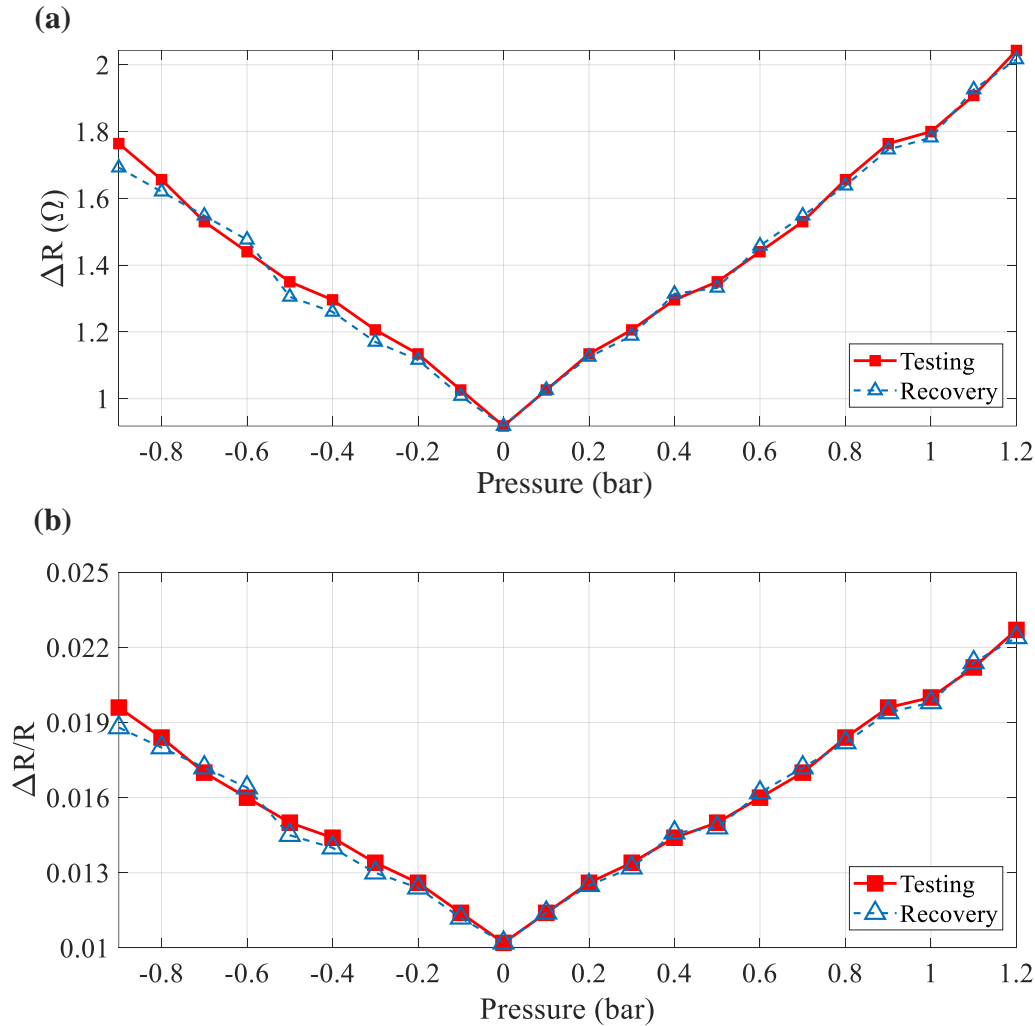 (a)
2
1.8
1.6
1.4
1.2
1
ΔR (Ω)
Testing
Recovery
-0.8 -0.6 -0.4 -0.2 0 0.2 0.4 0.6 0.8 1 1.2
Pressure (bar)
(b)
0.025
0.022
0.019
0.016
0.013
0.01
ΔR/R
Testing
Recovery
-0.8 -0.6 -0.4 -0.2 0 0.2 0.4 0.6 0.8 1 1.2
Pressure (bar)